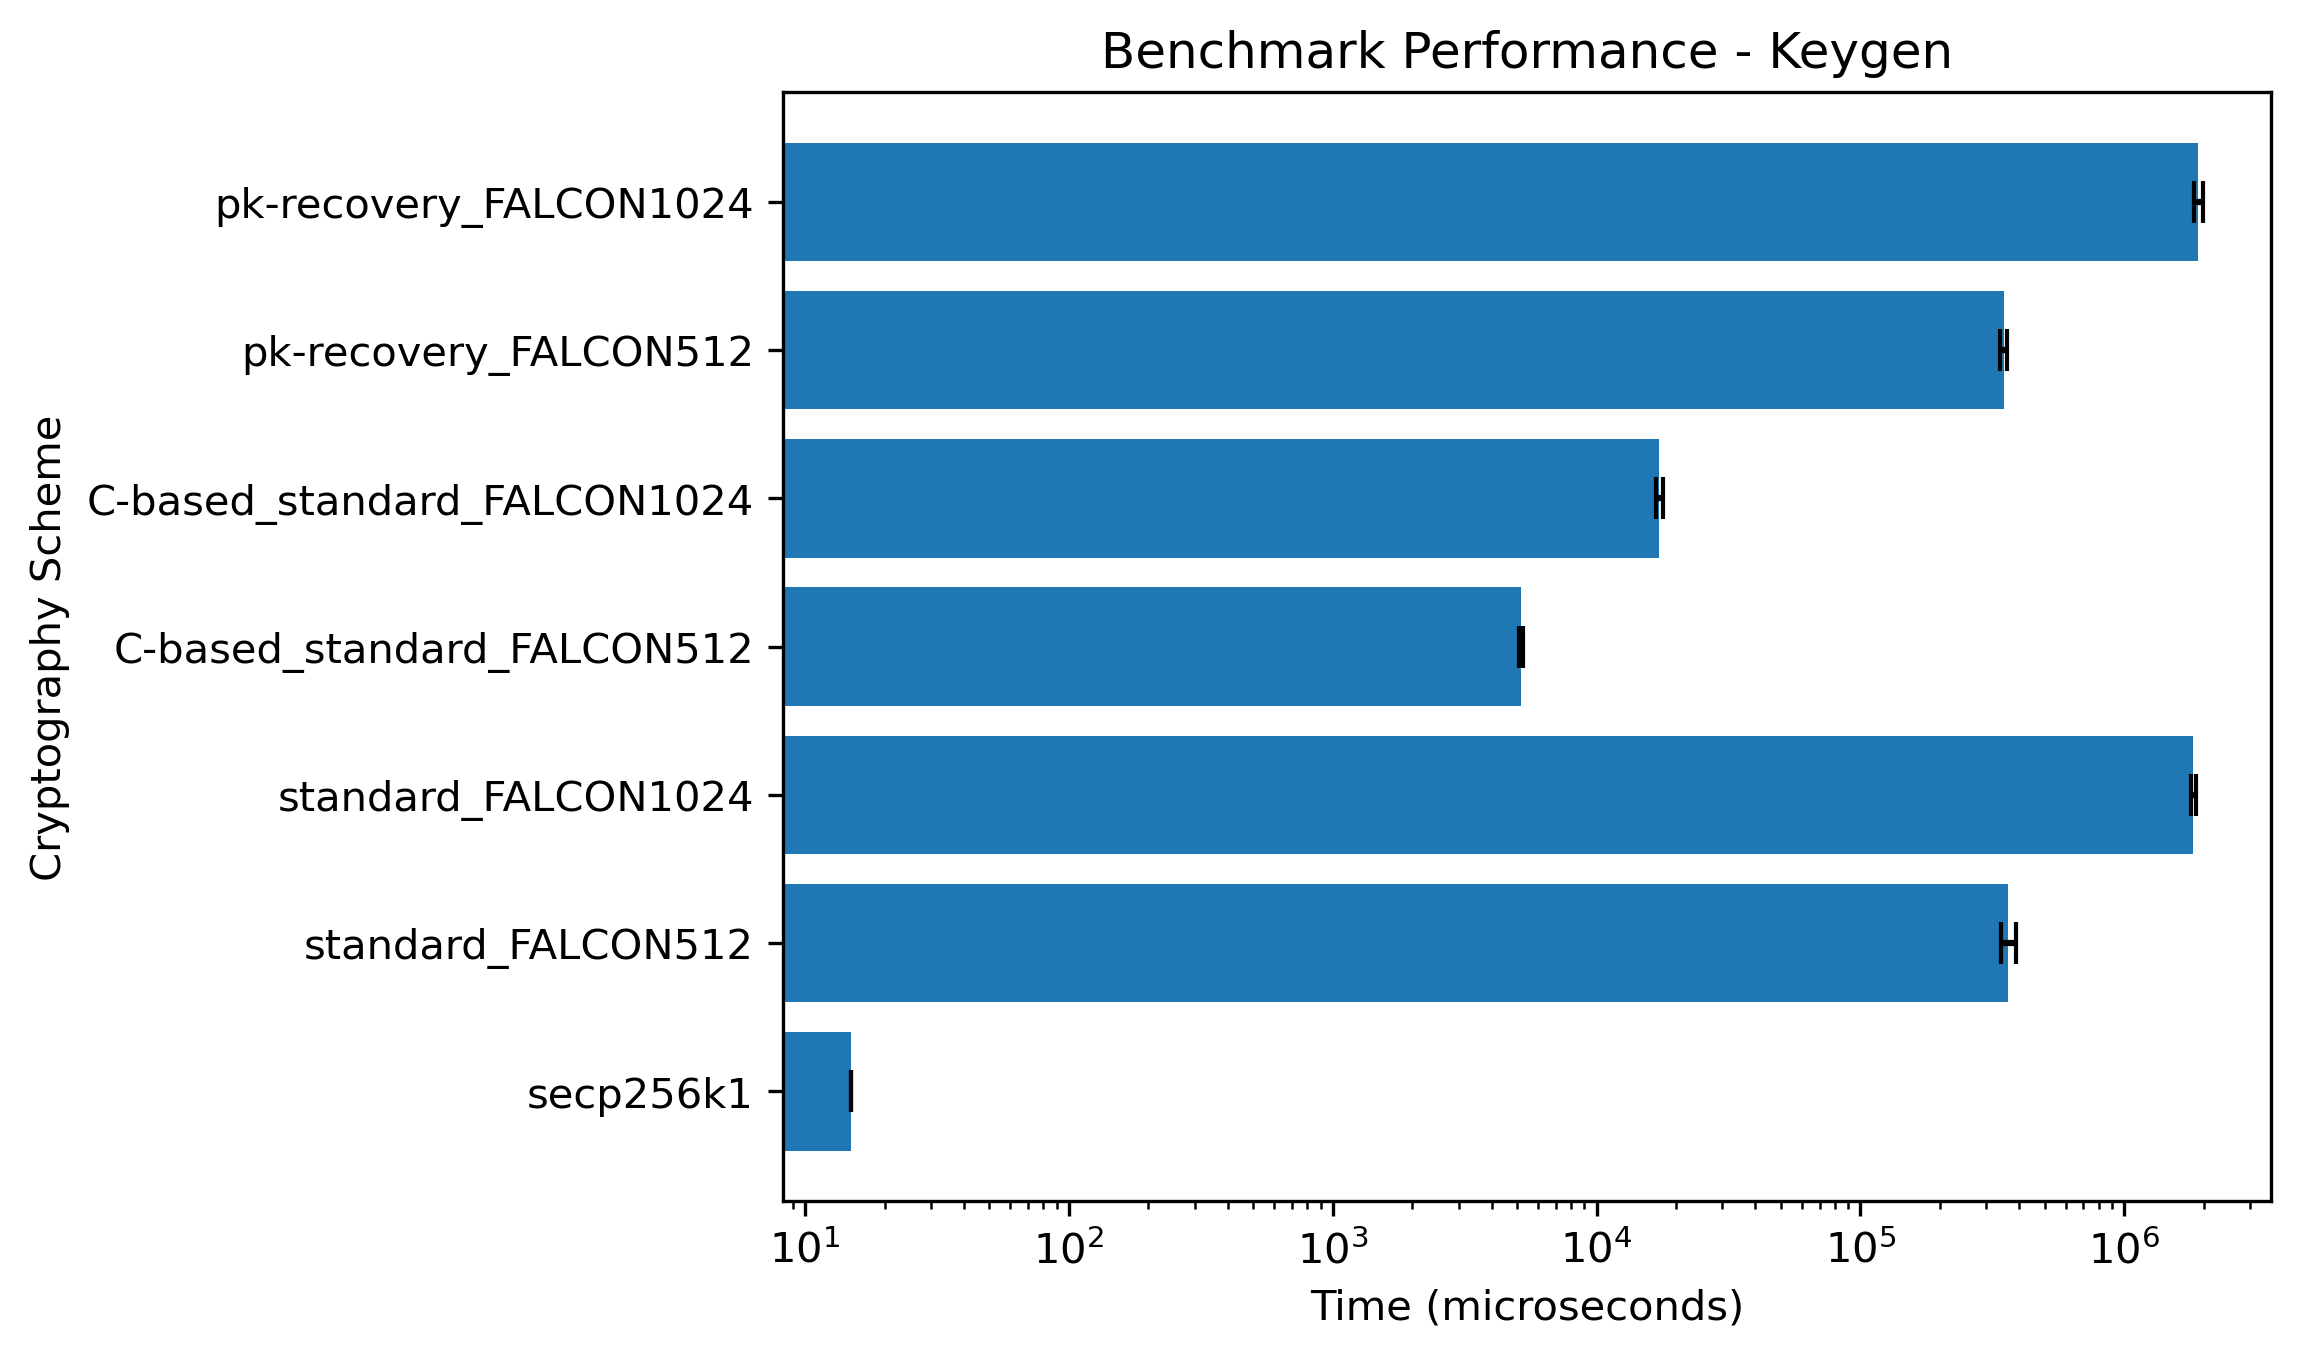 Benchmark Performance - Keygen
Cryptography Scheme
pk-recovery_FALCON1024
pk-recovery_FALCON512
C-based_standard_FALCON1024
C-based_standard_FALCON512
standard_FALCON1024
standard_FALCON512
secp256k1
10¹ 10² 10³ 10⁴ 10⁵ 10⁶
Time (microseconds)